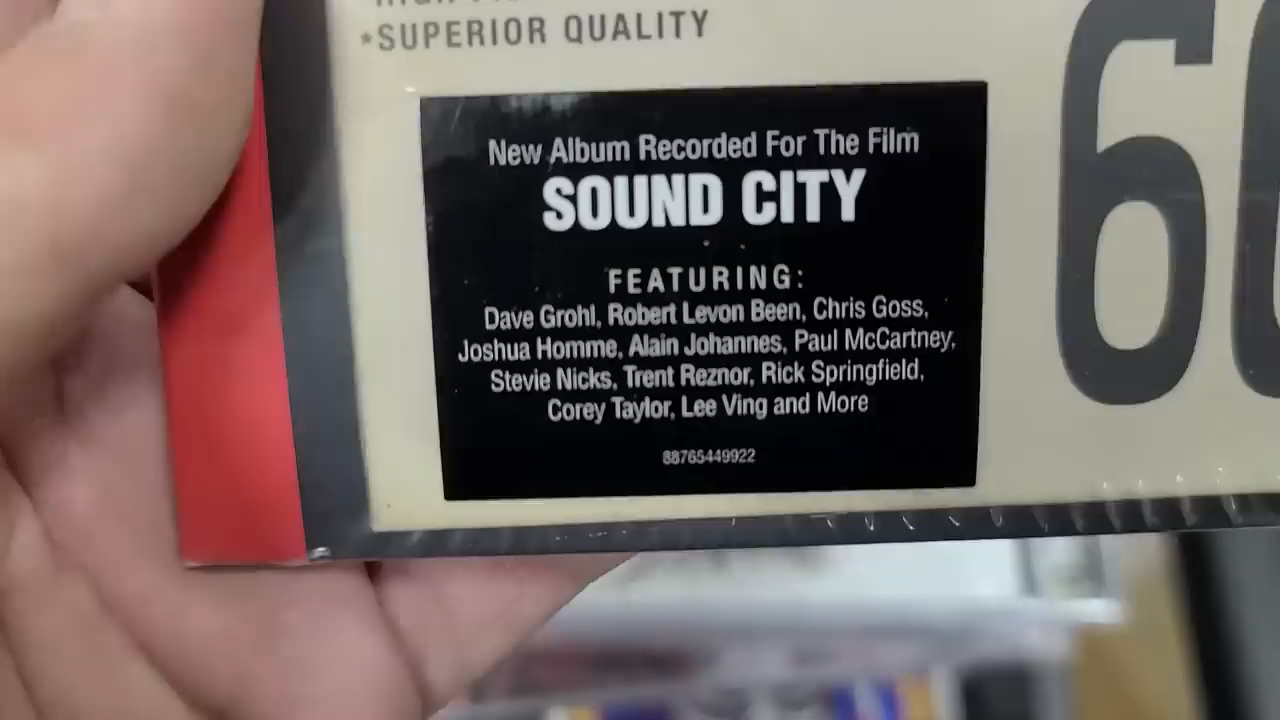 *SUPERIOR QUALITY
60
New Album Recorded For The Film
SOUND CITY
FEATURING:
Dave Grohl, Robert Levon Been, Chris Goss,
Joshua Homme, Alain Johannes, Paul McCartney,
Stevie Nicks, Trent Reznor, Rick Springfield,
Corey Taylor, Lee Ving and More
88765449922